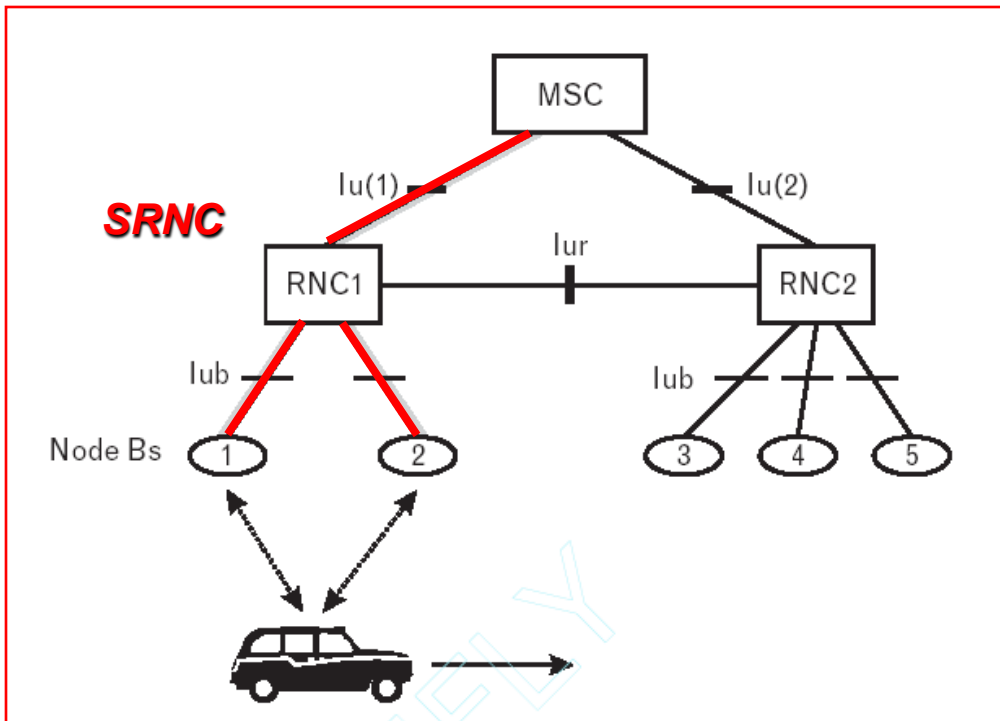 MSC
Iu(1)
Iu(2)
SRNC
Iur
RNC1
RNC2
Iub
Iub
Node Bs
1
2
3
4
5